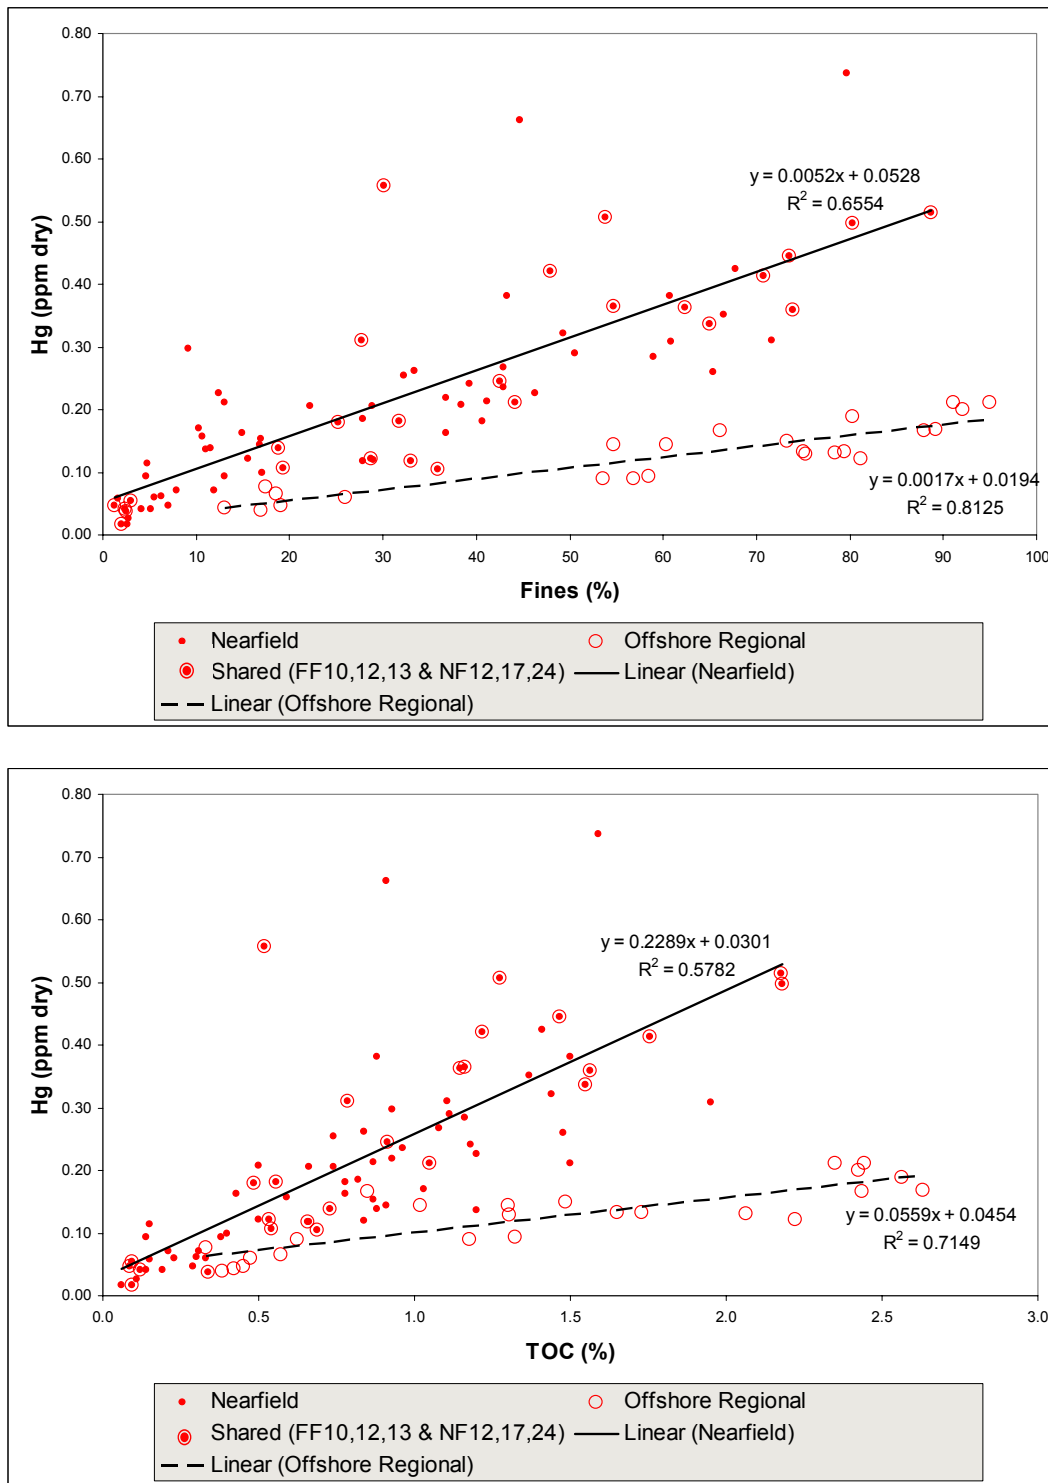 0.80
0.70
0.60
0.50
0.40
0.30
0.20
0.10
0.00
Hg (ppm dry)
y = 0.0052x + 0.0528
R² = 0.6554
y = 0.0017x + 0.0194
R² = 0.8125
0 10 20 30 40 50 60 70 80 90 100
Fines (%)
Nearfield Offshore Regional
Shared (FF10,12,13 & NF12,17,24) Linear (Nearfield)
Linear (Offshore Regional)
0.80
0.70
0.60
0.50
0.40
0.30
0.20
0.10
0.00
Hg (ppm dry)
y = 0.2289x + 0.0301
R² = 0.5782
y = 0.0559x + 0.0454
R² = 0.7149
0.0 0.5 1.0 1.5 2.0 2.5 3.0
TOC (%)
Nearfield Offshore Regional
Shared (FF10,12,13 & NF12,17,24) Linear (Nearfield)
Linear (Offshore Regional)